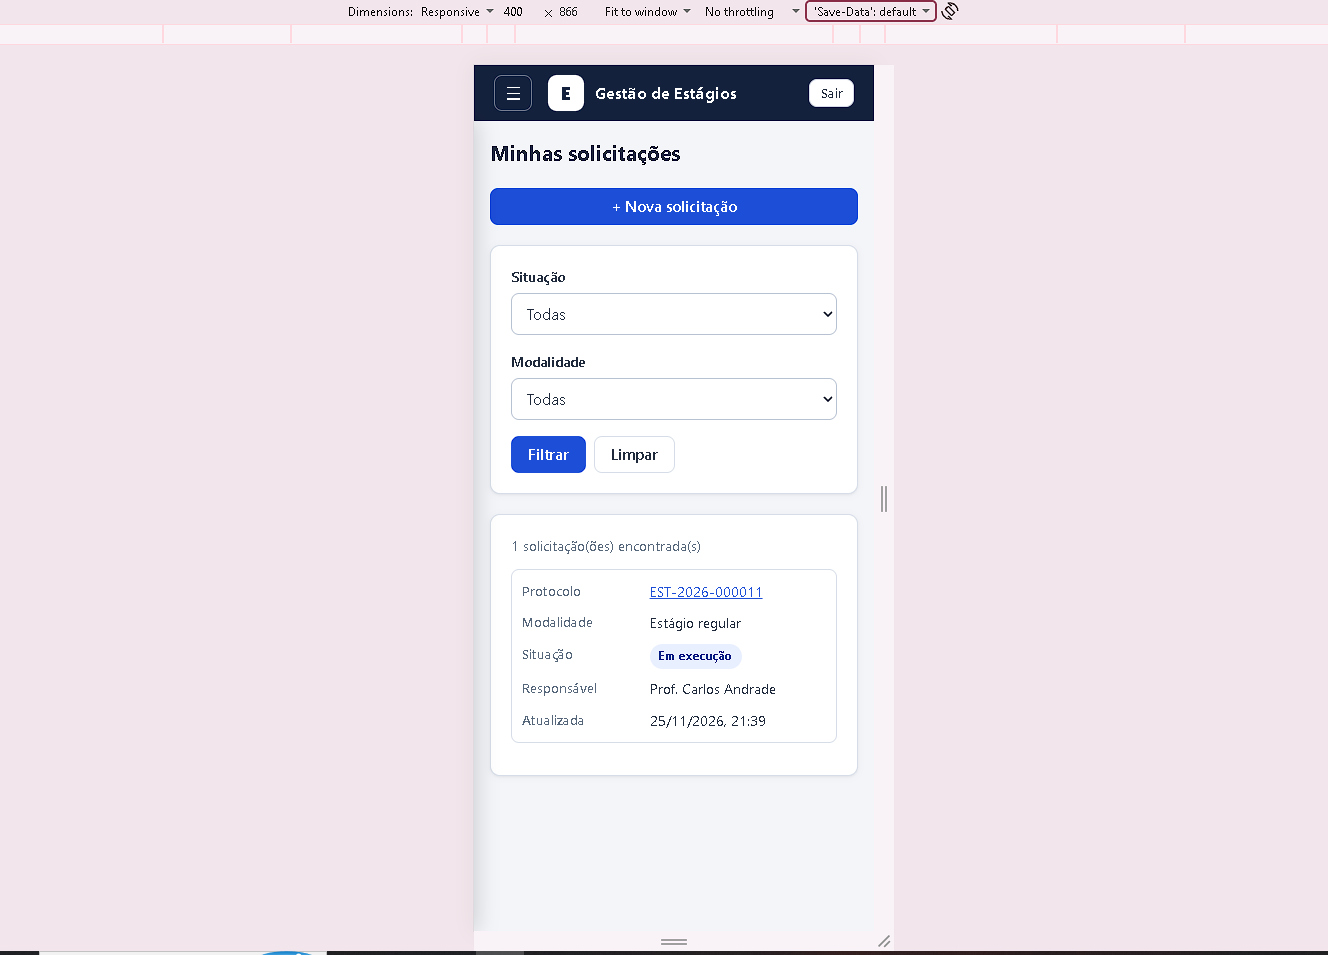 Dimensions: Responsive 400 × 866 Fit to window No throttling 'Save-Data': default
☰ E Gestão de Estágios Sair
Minhas solicitações
+ Nova solicitação
Situação
Todas
Modalidade
Todas
Filtrar Limpar
1 solicitação(ões) encontrada(s)
Protocolo EST-2026-000011
Modalidade Estágio regular
Situação Em execução
Responsável Prof. Carlos Andrade
Atualizada 25/11/2026, 21:39